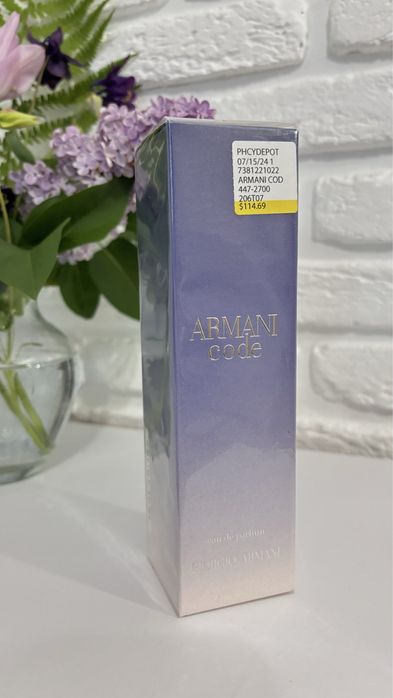 PHCYDEPOT
07/15/24 1
7381221022
ARMANI COD
447-2700
206T07
$114.69
ARMANI
code
eau de parfum
GIORGIO ARMANI